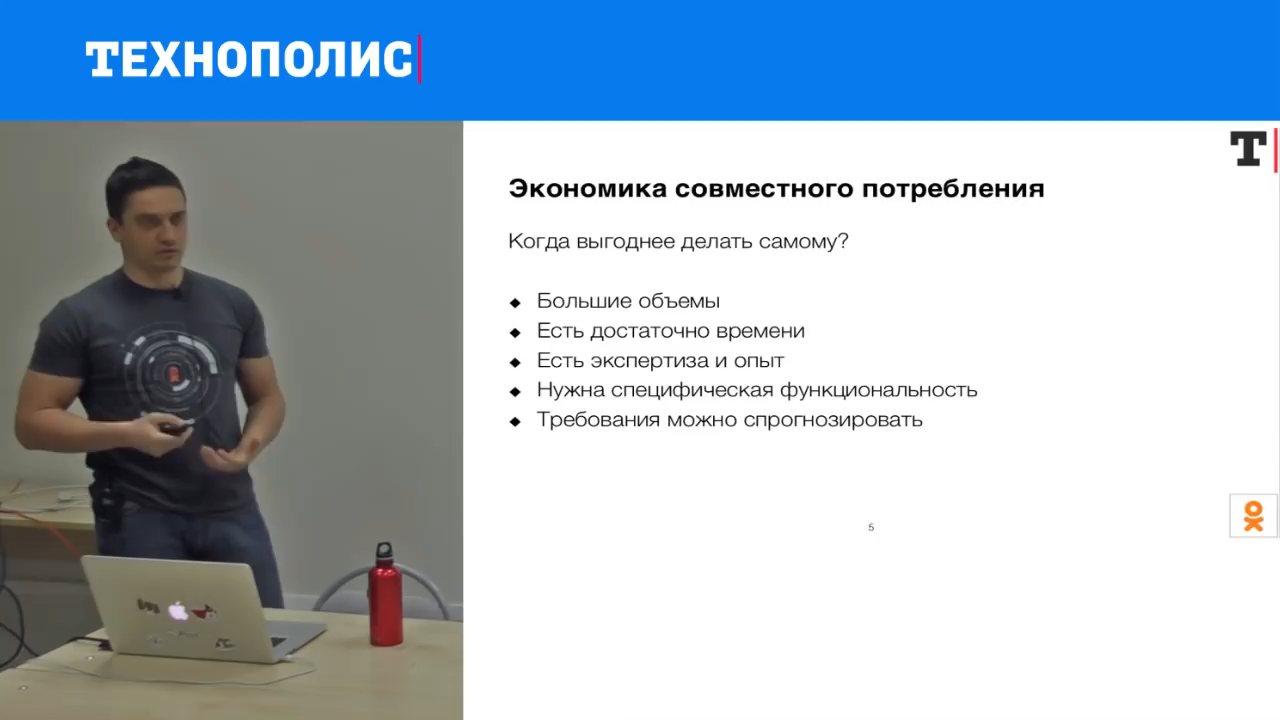 ТЕХНОПОЛИС
Т
Экономика совместного потребления
Когда выгоднее делать самому?
Большие объемы
Есть достаточно времени
Есть экспертиза и опыт
Нужна специфическая функциональность
Требования можно спрогнозировать
5